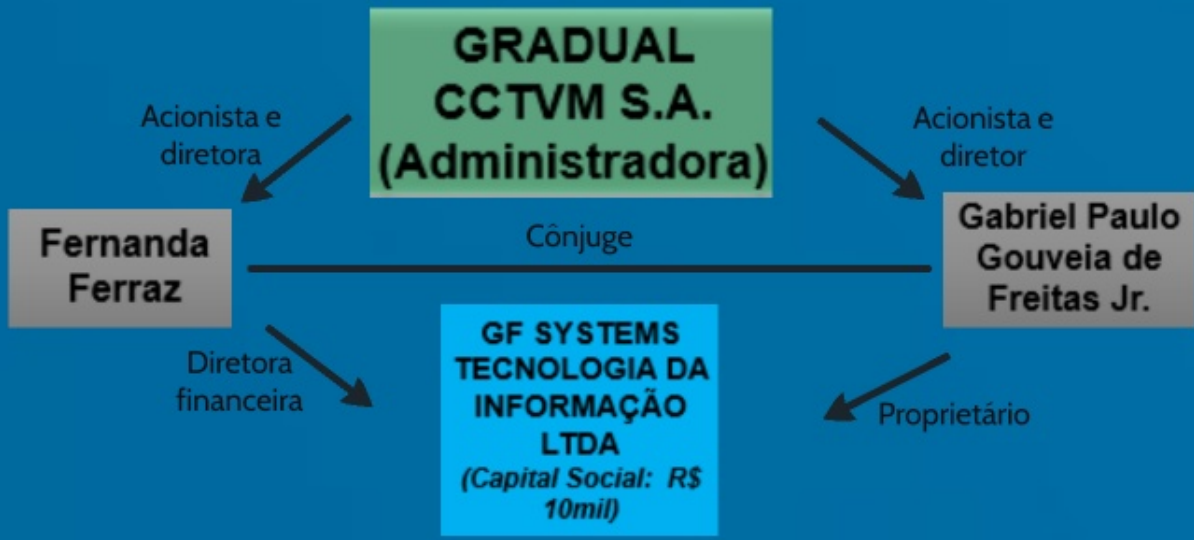 GRADUAL
CCTVM S.A.
(Administradora)
Acionista e
diretora
Acionista e
diretor
Fernanda
Ferraz
Cônjuge
Gabriel Paulo
Gouveia de
Freitas Jr.
Diretora
financeira
GF SYSTEMS
TECNOLOGIA DA
INFORMAÇÃO
LTDA
(Capital Social: R$
10mil)
Proprietário